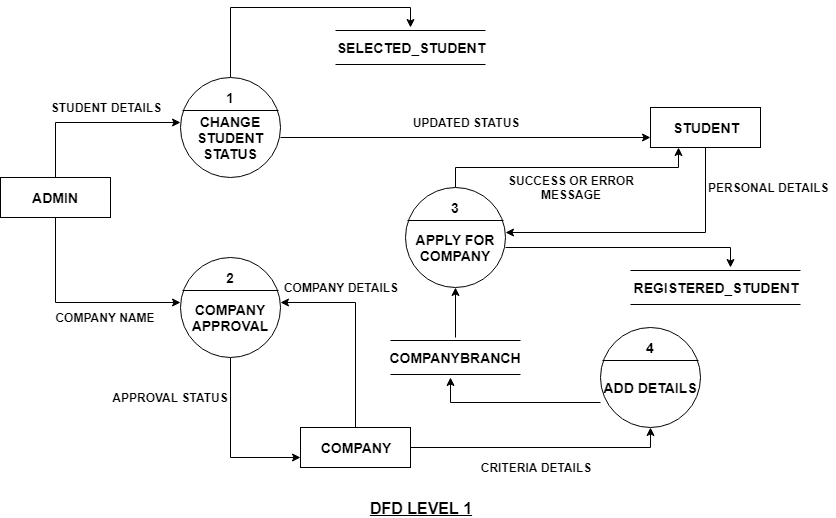 SELECTED_STUDENT
STUDENT DETAILS
1
CHANGE
STUDENT
STATUS
UPDATED STATUS
STUDENT
ADMIN
SUCCESS OR ERROR
MESSAGE
PERSONAL DETAILS
3
APPLY FOR
COMPANY
2
COMPANY
APPROVAL
COMPANY DETAILS
REGISTERED_STUDENT
COMPANY NAME
COMPANYBRANCH
4
ADD DETAILS
APPROVAL STATUS
COMPANY
CRITERIA DETAILS
DFD LEVEL 1